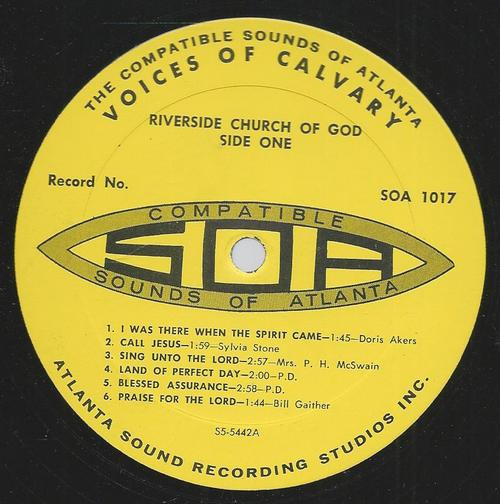 THE COMPATIBLE SOUNDS OF ATLANTA
VOICES OF CALVARY
RIVERSIDE CHURCH OF GOD
SIDE ONE
Record No.
SOA 1017
COMPATIBLE
SOA
SOUNDS OF ATLANTA
1. I WAS THERE WHEN THE SPIRIT CAME—1:45—Doris Akers
2. CALL JESUS—1:59—Sylvia Stone
3. SING UNTO THE LORD—2:57—Mrs. P. H. McSwain
4. LAND OF PERFECT DAY—2:00—P.D.
5. BLESSED ASSURANCE—2:58—P.D.
6. PRAISE FOR THE LORD—1:44—Bill Gaither
S5-5442A
ATLANTA SOUND RECORDING STUDIOS INC.